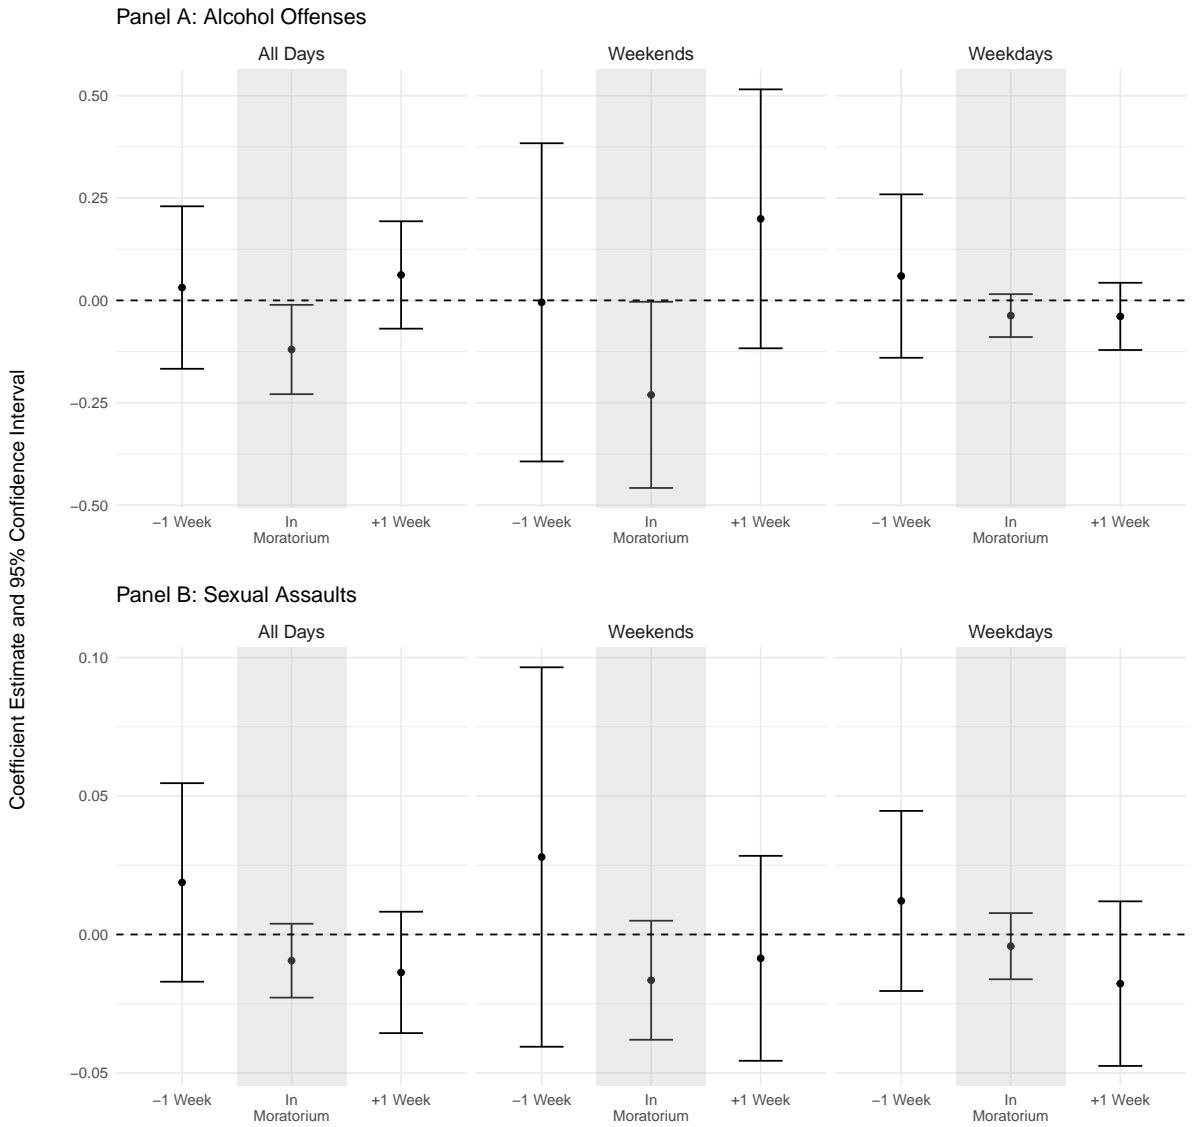 Panel A: Alcohol Offenses
All Days
Weekends
Weekdays
0.50
0.25
0.00
−0.25
−0.50
−1 Week
In
Moratorium
+1 Week
−1 Week
In
Moratorium
+1 Week
−1 Week
In
Moratorium
+1 Week
Coefficient Estimate and 95% Confidence Interval
Panel B: Sexual Assaults
All Days
Weekends
Weekdays
0.10
0.05
0.00
−0.05
−1 Week
In
Moratorium
+1 Week
−1 Week
In
Moratorium
+1 Week
−1 Week
In
Moratorium
+1 Week